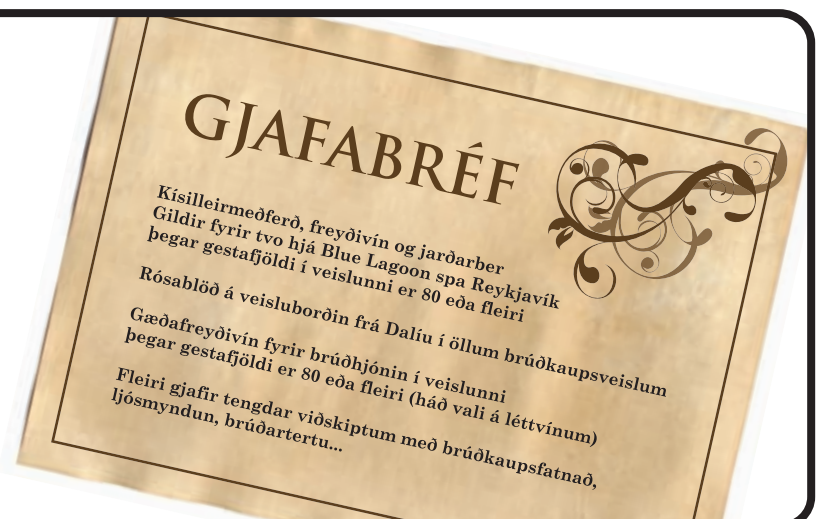 GJAFABRÉF
Kísilleirmeðferð, freyðivín og jarðarber
Gildir fyrir tvo hjá Blue Lagoon spa Reykjavík
þegar gestafjöldi í veislunni er 80 eða fleiri
Rósablöð á veisluborðin frá Dalíu í öllum brúðkaupsveislum
Gæðafreyðivín fyrir brúðhjónin í veislunni
þegar gestafjöldi er 80 eða fleiri (háð vali á léttvínum)
Fleiri gjafir tengdar viðskiptum með brúðkaupsfatnað,
ljósmyndun, brúðartertu...